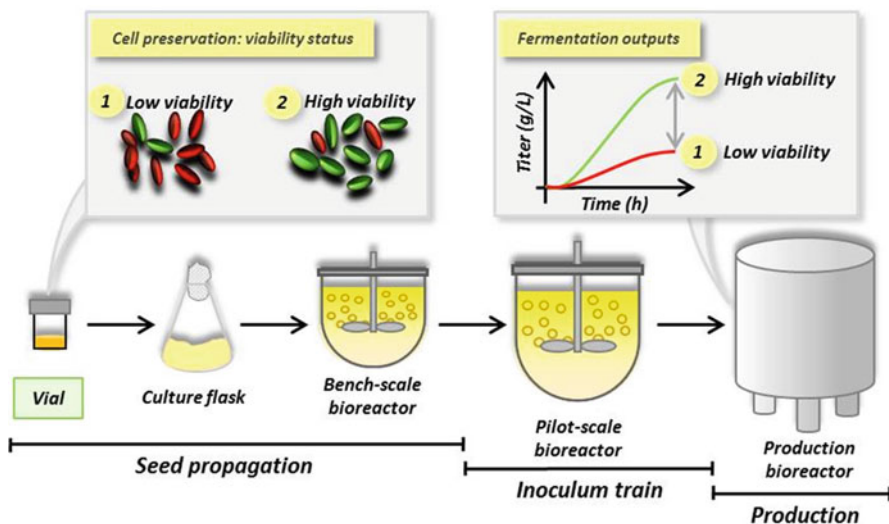 Cell preservation: viability status
1 Low viability
2 High viability
Fermentation outputs
Titer (g/L)
Time (h)
2 High viability
1 Low viability
Vial
Culture flask
Bench-scale
bioreactor
Pilot-scale
bioreactor
Production
bioreactor
Seed propagation
Inoculum train
Production